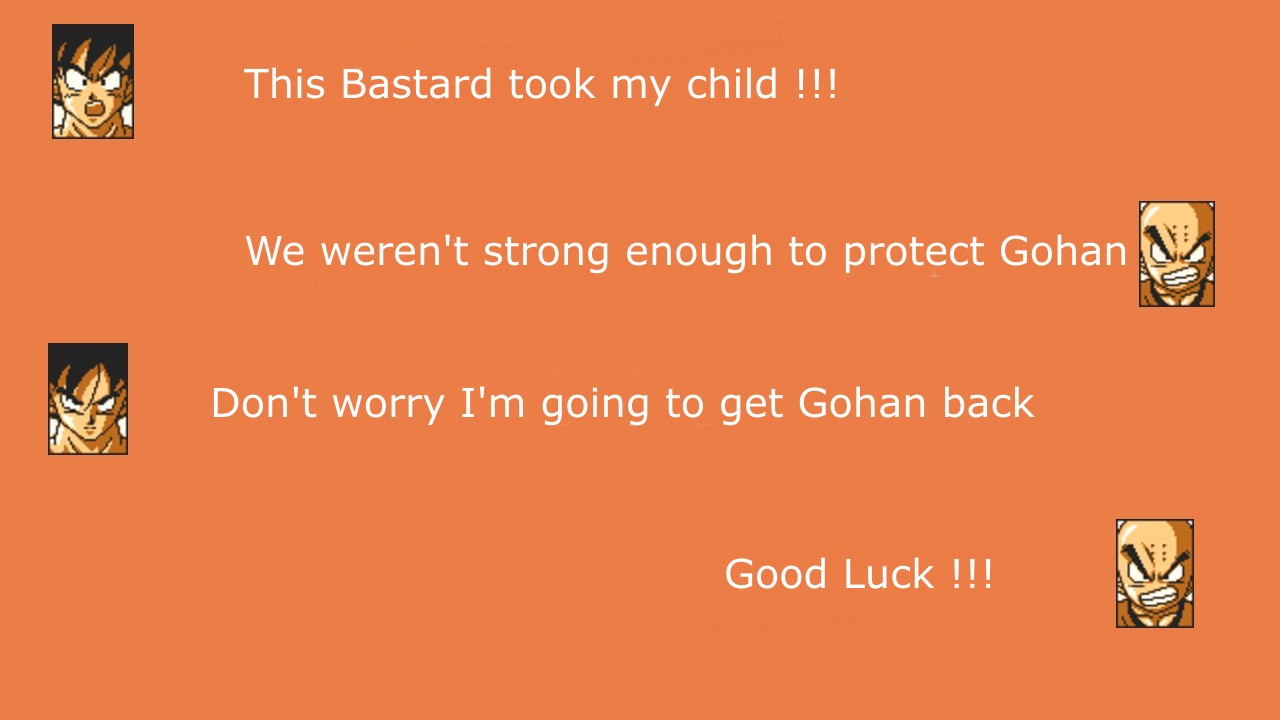 This Bastard took my child !!!
We weren't strong enough to protect Gohan
Don't worry I'm going to get Gohan back
Good Luck !!!